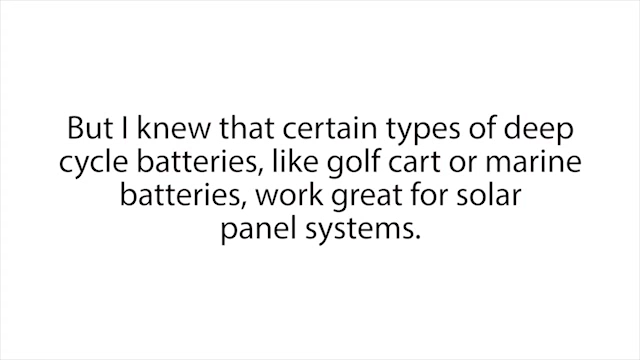 But I knew that certain types of deep
cycle batteries, like golf cart or marine
batteries, work great for solar
panel systems.